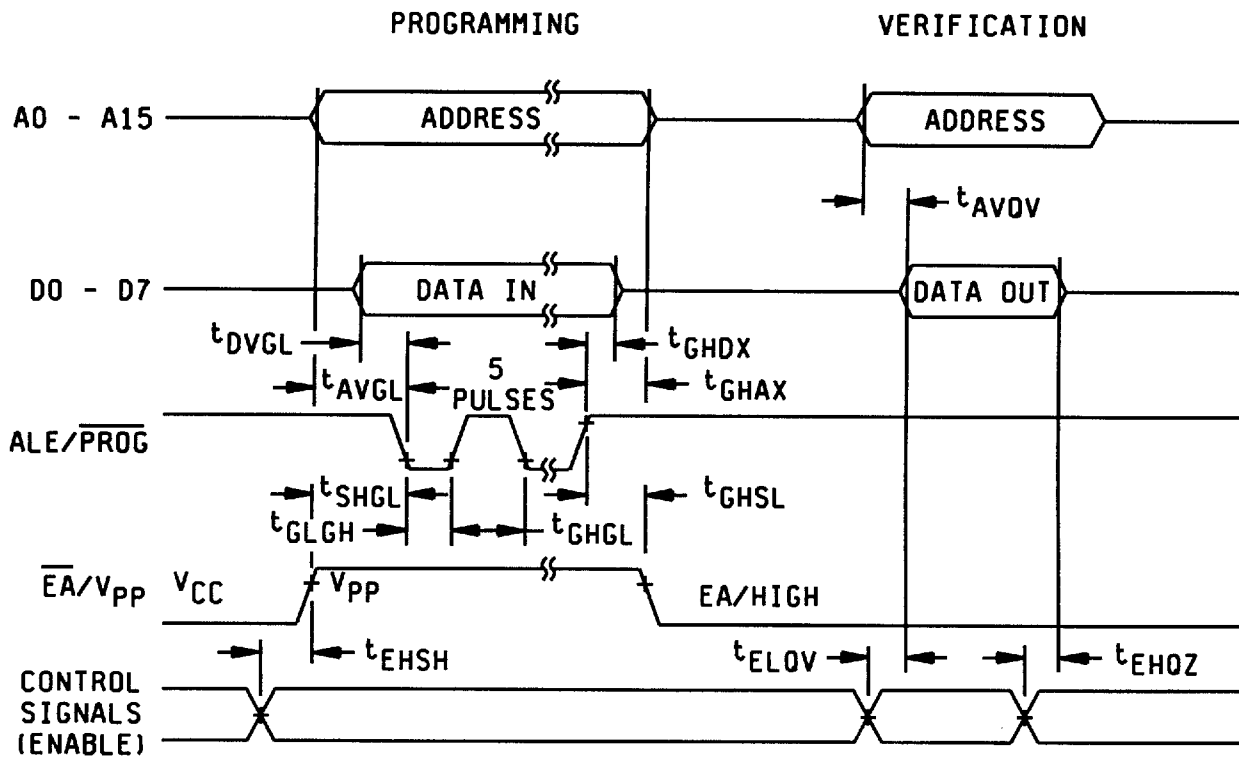 PROGRAMMING
VERIFICATION
A0 - A15
ADDRESS
ADDRESS
tAVQV
D0 - D7
DATA IN
DATA OUT
tDVGL
tGHDX
tAVGL
5
PULSES
tGHAX
ALE/PROG
tSHGL
tGHSL
tGLGH
tGHGL
EA/VPP
VCC
VPP
EA/HIGH
tEHSH
tELQV
tEHQZ
CONTROL
SIGNALS
(ENABLE)